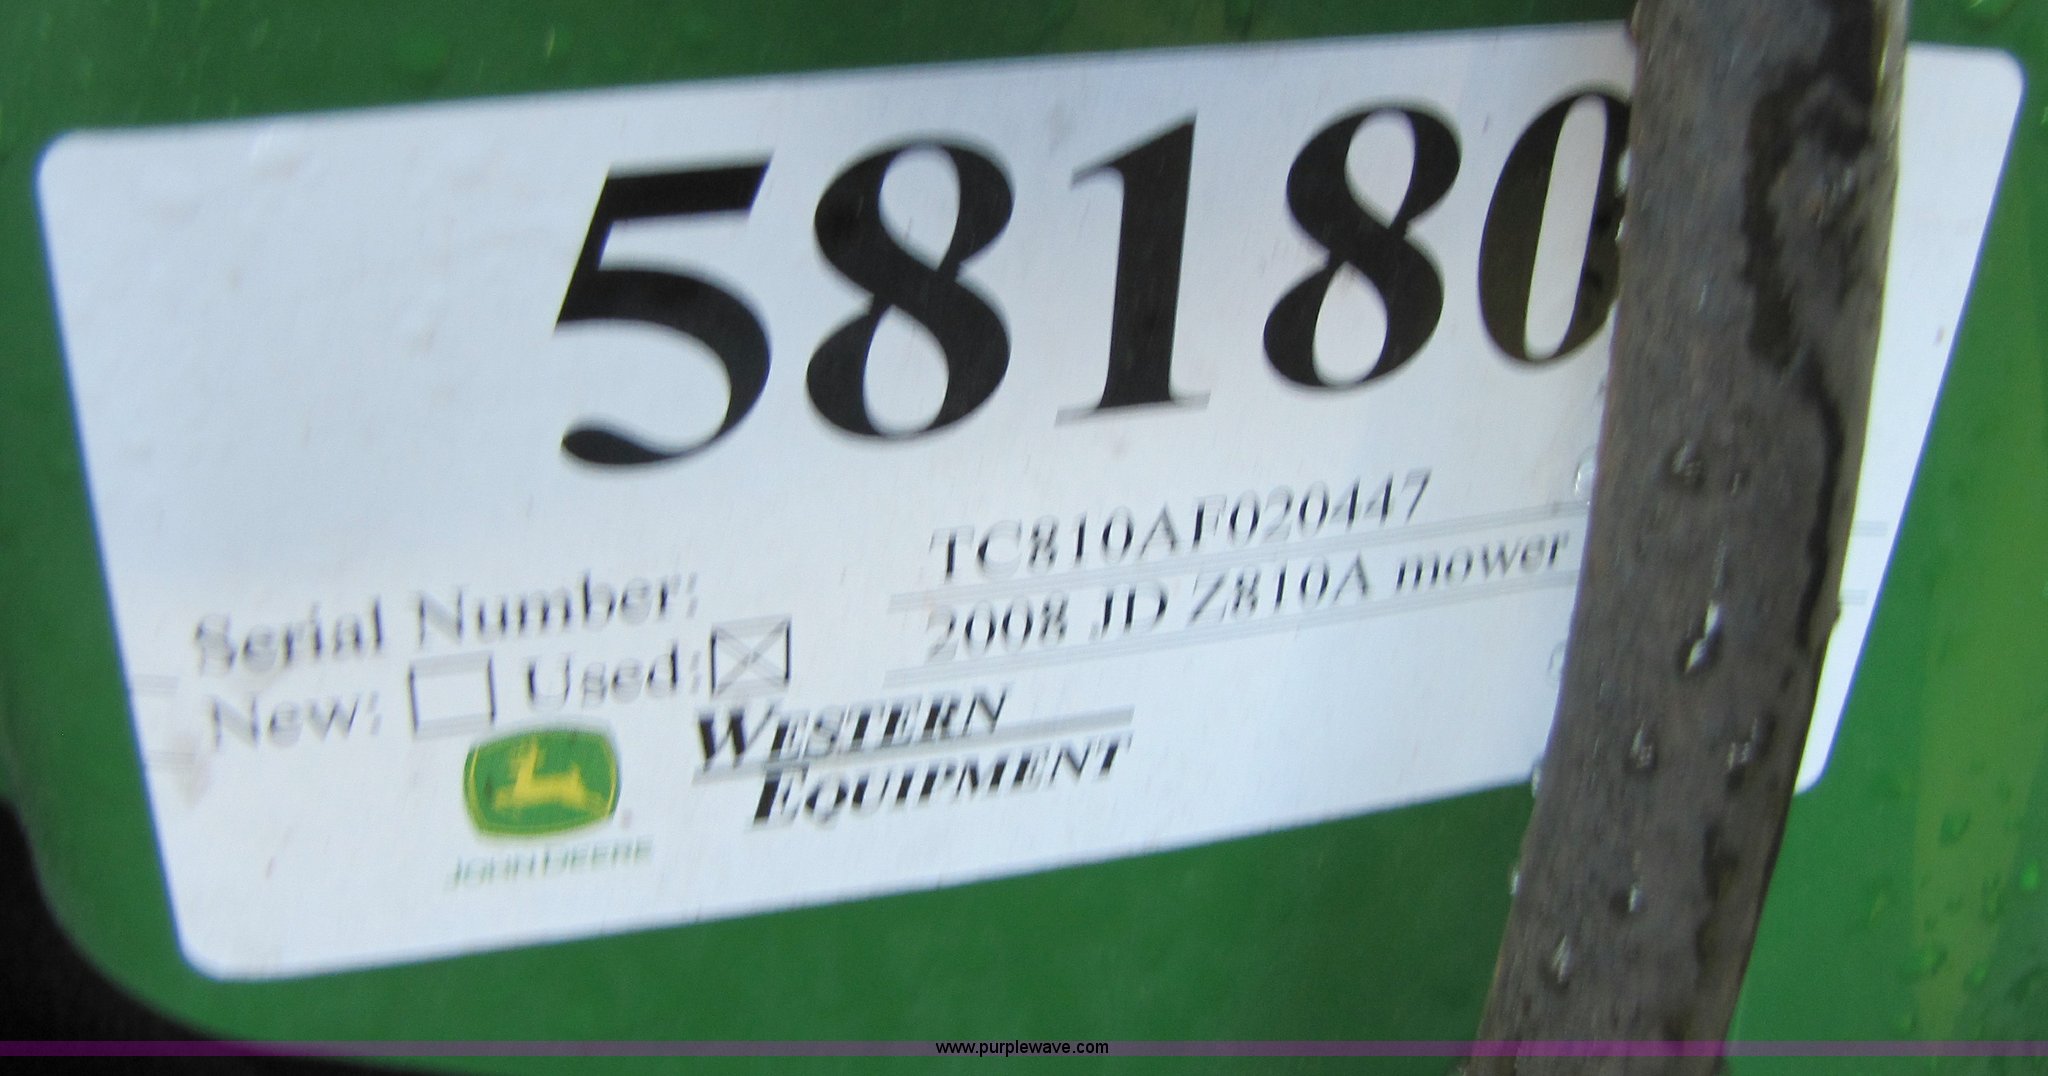 58180
Serial Number: TC810AF020447
New: Used: 2008 JD Z810A mower
WESTERN
EQUIPMENT
JOHN DEERE
www.purplewave.com